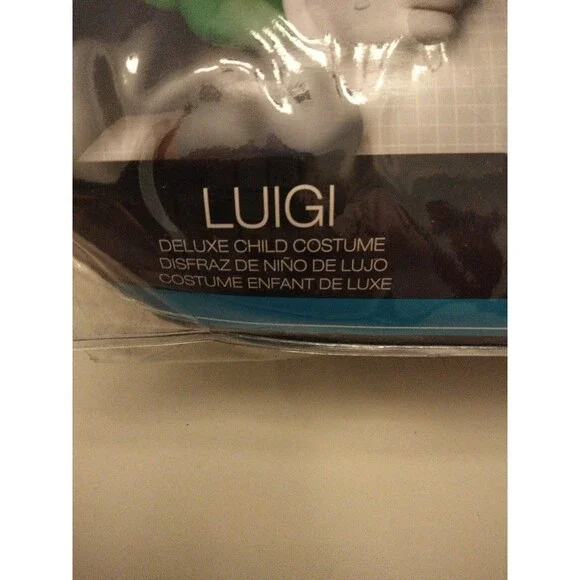 LUIGI
DELUXE CHILD COSTUME
DISFRAZ DE NIÑO DE LUJO
COSTUME ENFANT DE LUXE